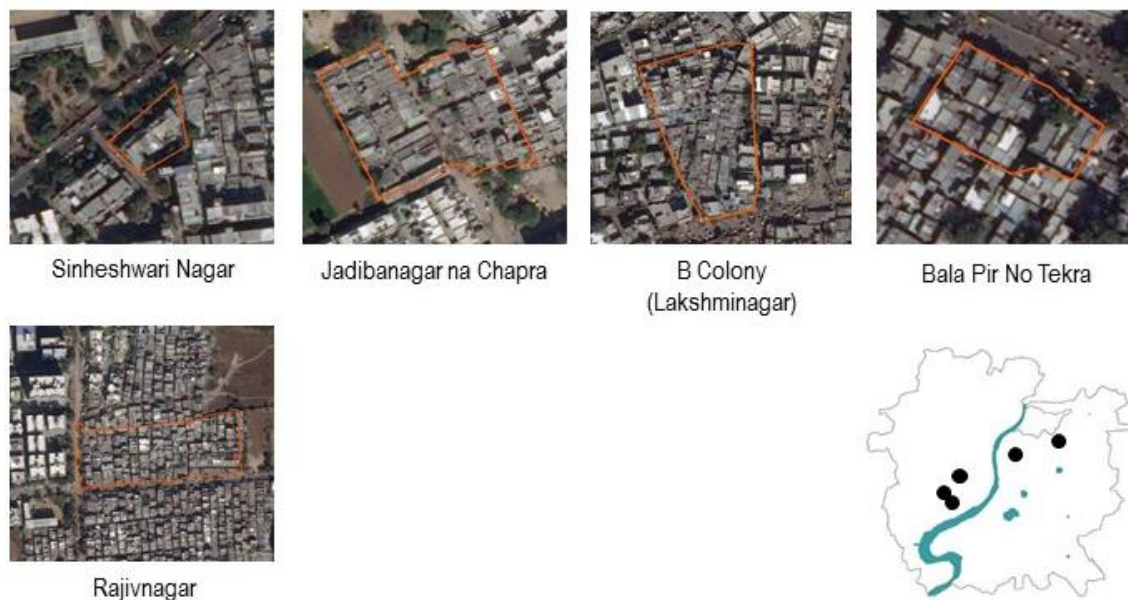 Sinheshwari Nagar
Jadibanagar na Chapra
B Colony
(Lakshminagar)
Bala Pir No Tekra
Rajivnagar